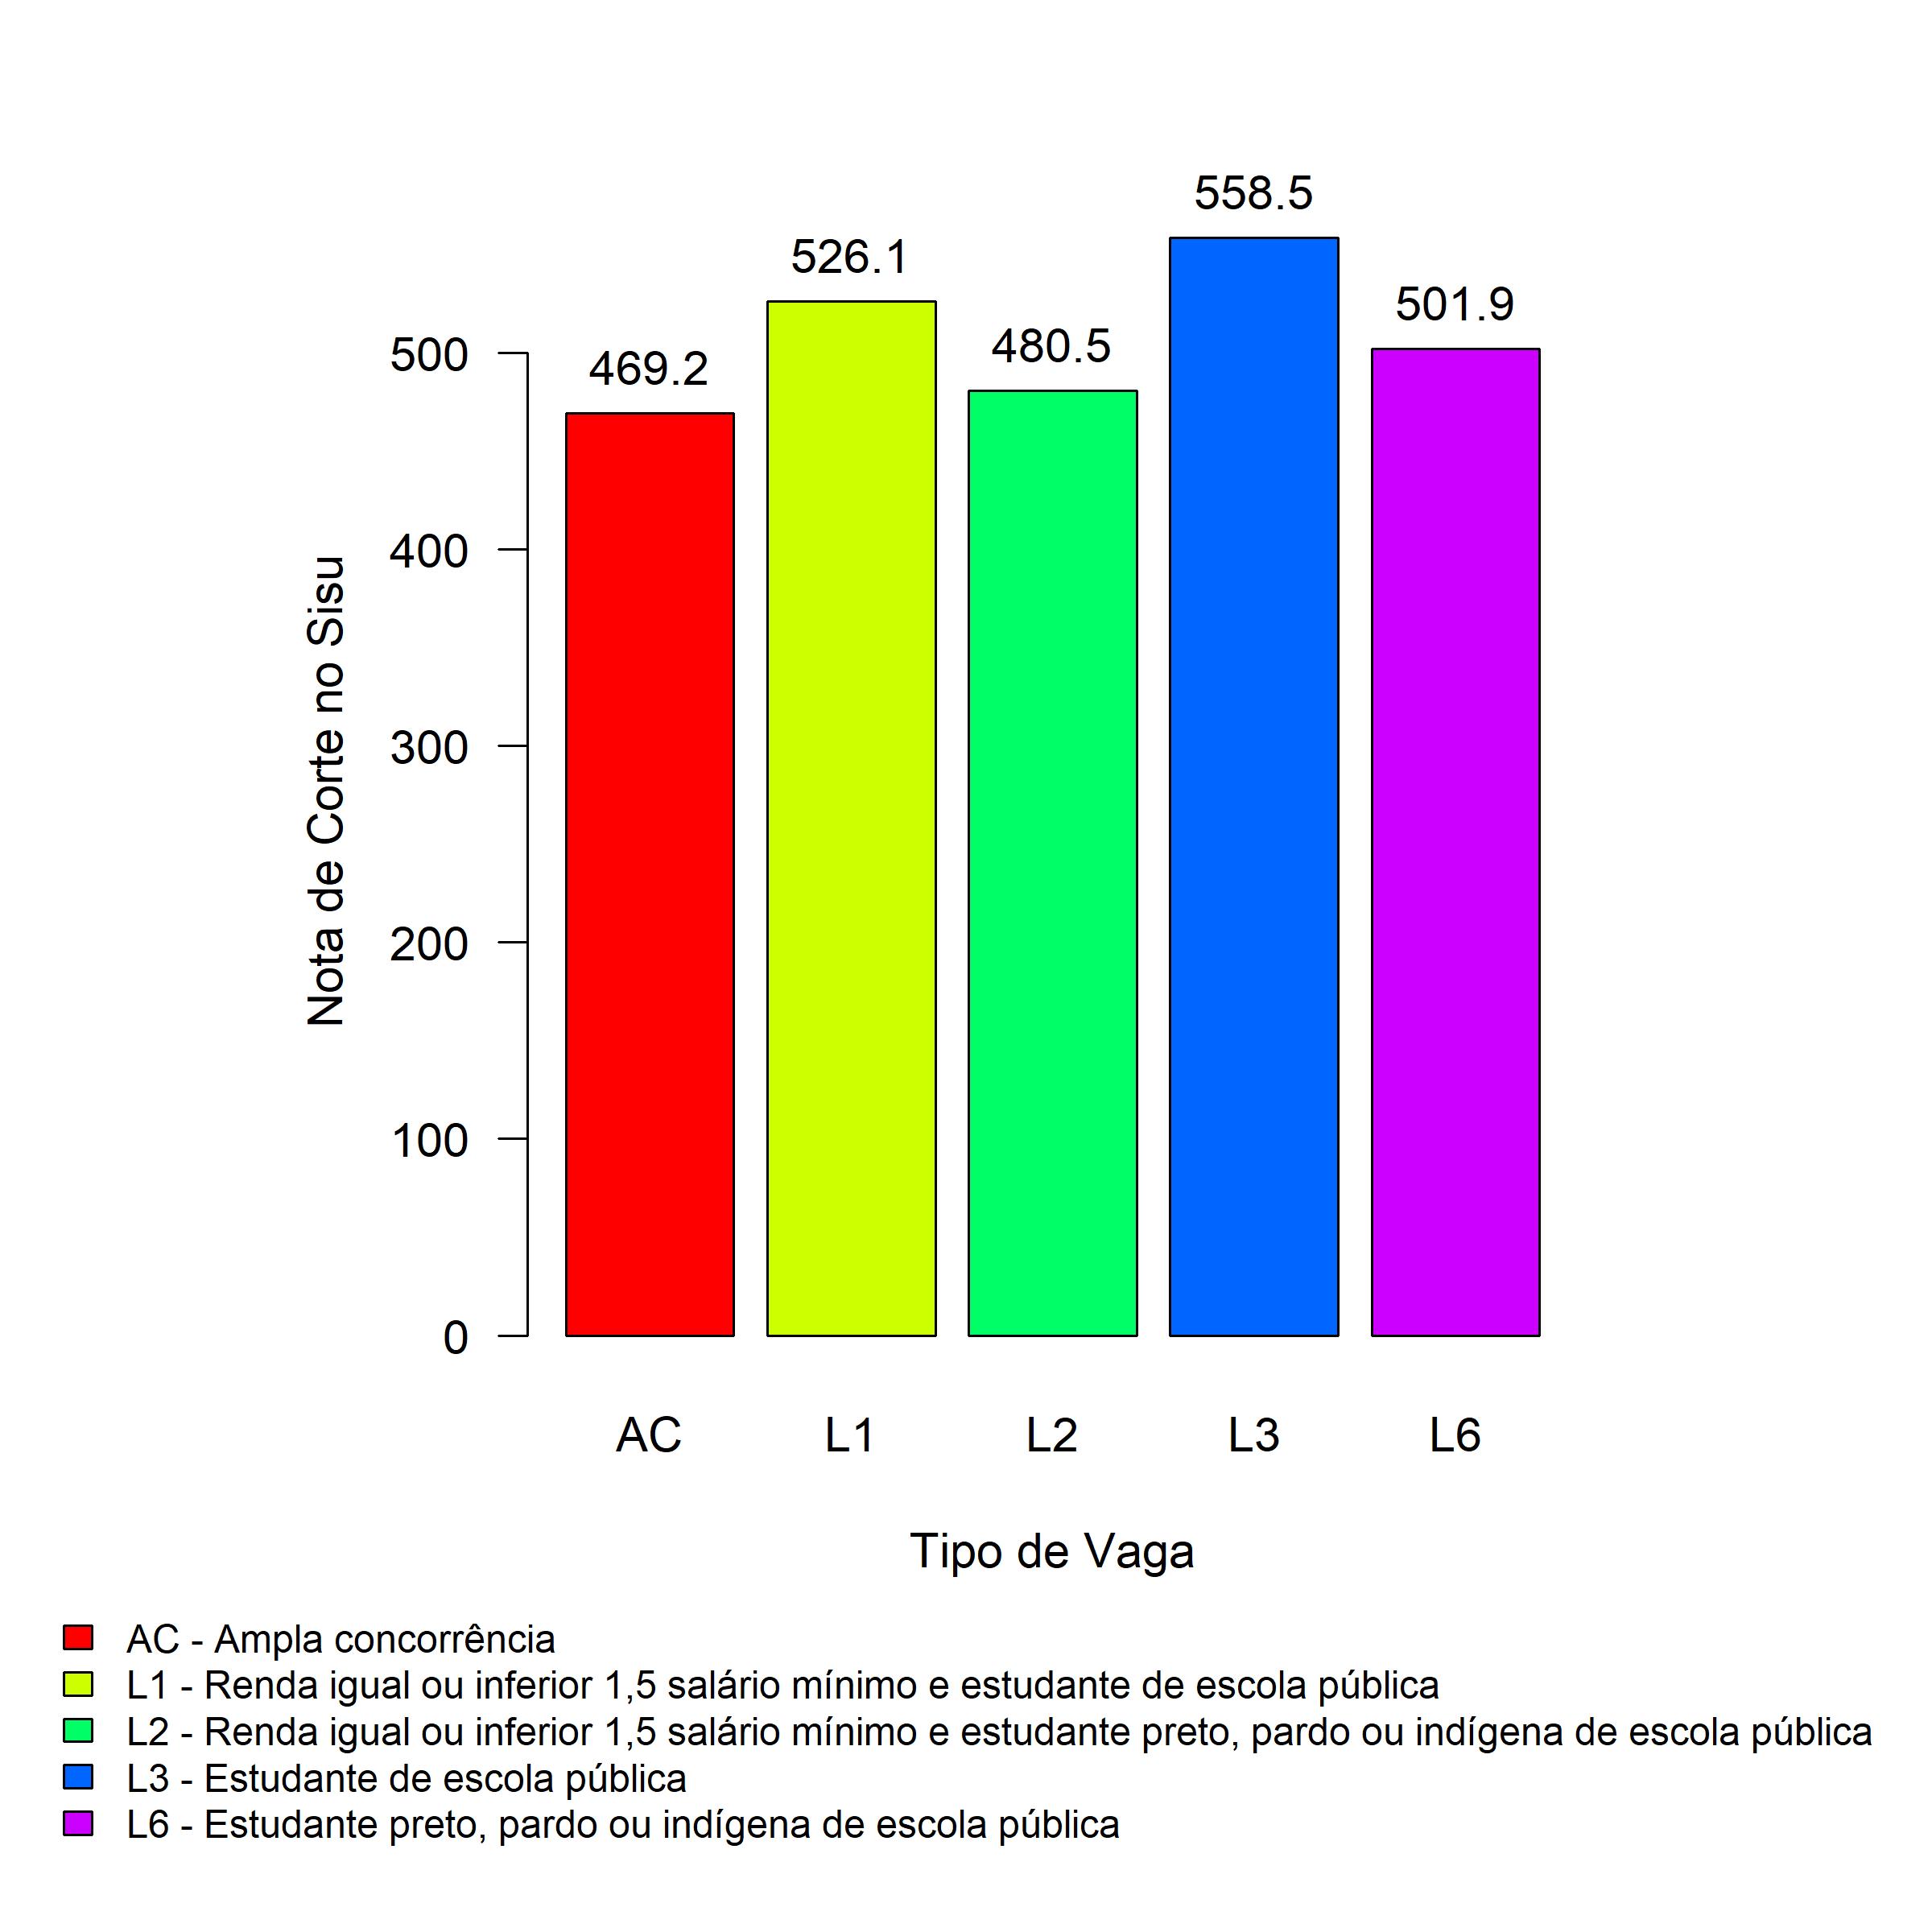 558.5
526.1
501.9
480.5
469.2
500
400
300
200
100
0
Nota de Corte no Sisu
AC L1 L2 L3 L6
Tipo de Vaga
AC - Ampla concorrência
L1 - Renda igual ou inferior 1,5 salário mínimo e estudante de escola pública
L2 - Renda igual ou inferior 1,5 salário mínimo e estudante preto, pardo ou indígena de escola pública
L3 - Estudante de escola pública
L6 - Estudante preto, pardo ou indígena de escola pública